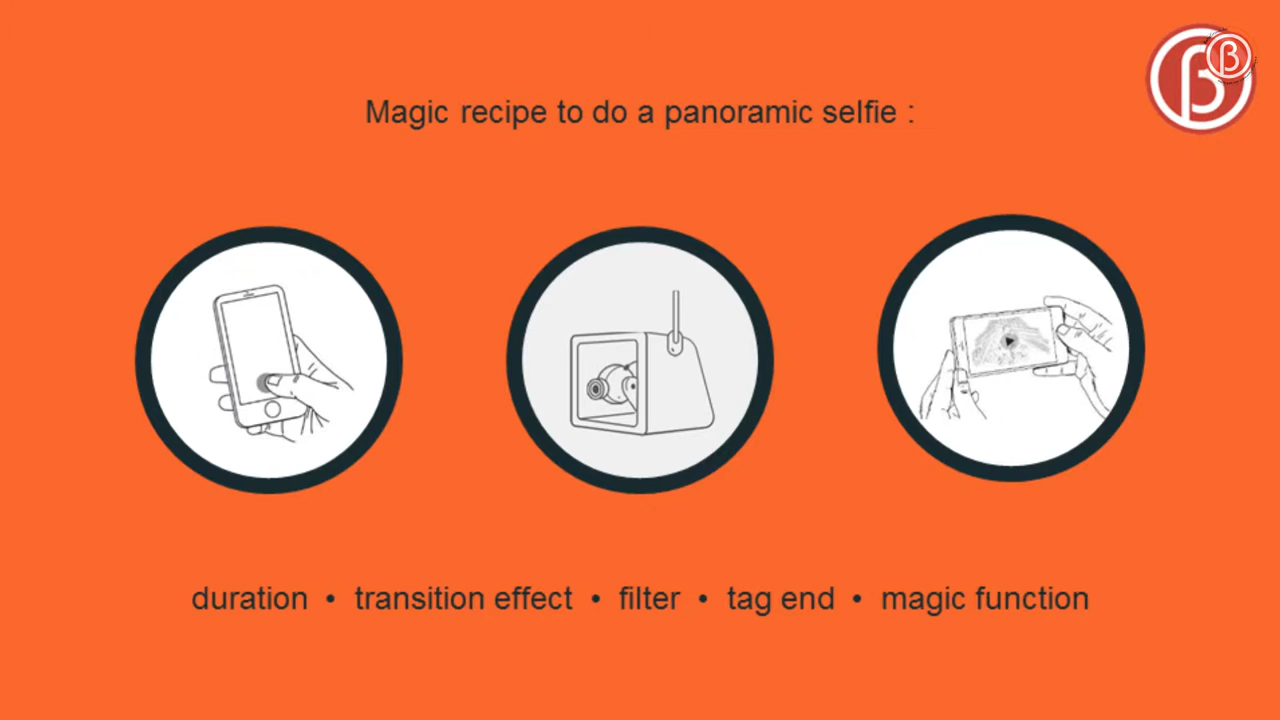 Magic recipe to do a panoramic selfie :
duration • transition effect • filter • tag end • magic function